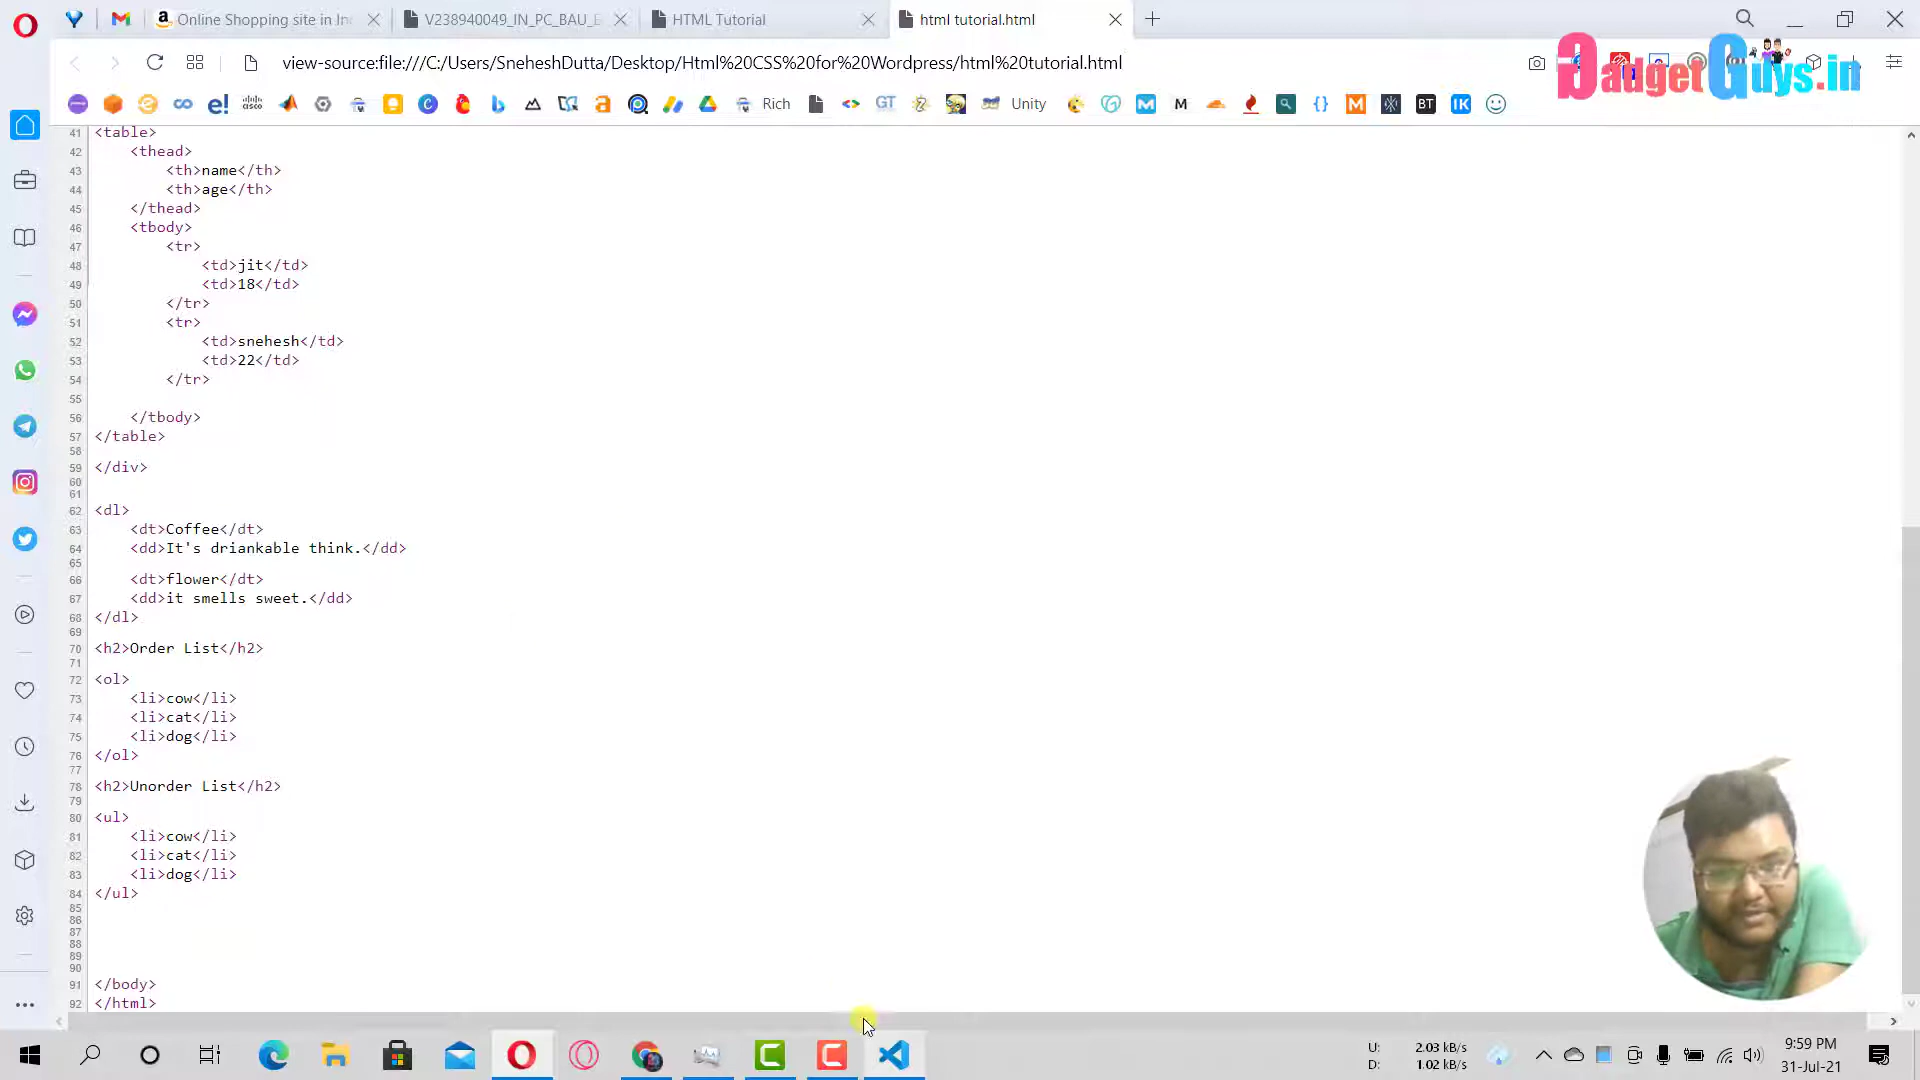 Online Shopping site in In
V238940049_IN_PC_BAU_E
HTML Tutorial
html tutorial.html
view-source:file:///C:/Users/SneheshDutta/Desktop/Html%20CSS%20for%20Wordpress/html%20tutorial.html
GadgetGuys.in
Rich
GT
Unity
BT
IK
41 <table>
42 <thead>
43 <th>name</th>
44 <th>age</th>
45 </thead>
46 <tbody>
47 <tr>
48 <td>jit</td>
49 <td>18</td>
50 </tr>
51 <tr>
52 <td>snehesh</td>
53 <td>22</td>
54 </tr>
55
56 </tbody>
57 </table>
58
59 </div>
60
61
62 <dl>
63 <dt>Coffee</dt>
64 <dd>It's driankable think.</dd>
65
66 <dt>flower</dt>
67 <dd>it smells sweet.</dd>
68 </dl>
69
70 <h2>Order List</h2>
71
72 <ol>
73 <li>cow</li>
74 <li>cat</li>
75 <li>dog</li>
76 </ol>
77
78 <h2>Unorder List</h2>
79
80 <ul>
81 <li>cow</li>
82 <li>cat</li>
83 <li>dog</li>
84 </ul>
85
86
87
88
89
90
91 </body>
92 </html>
U: 2.03 kB/s
D: 1.02 kB/s
9:59 PM
31-Jul-21